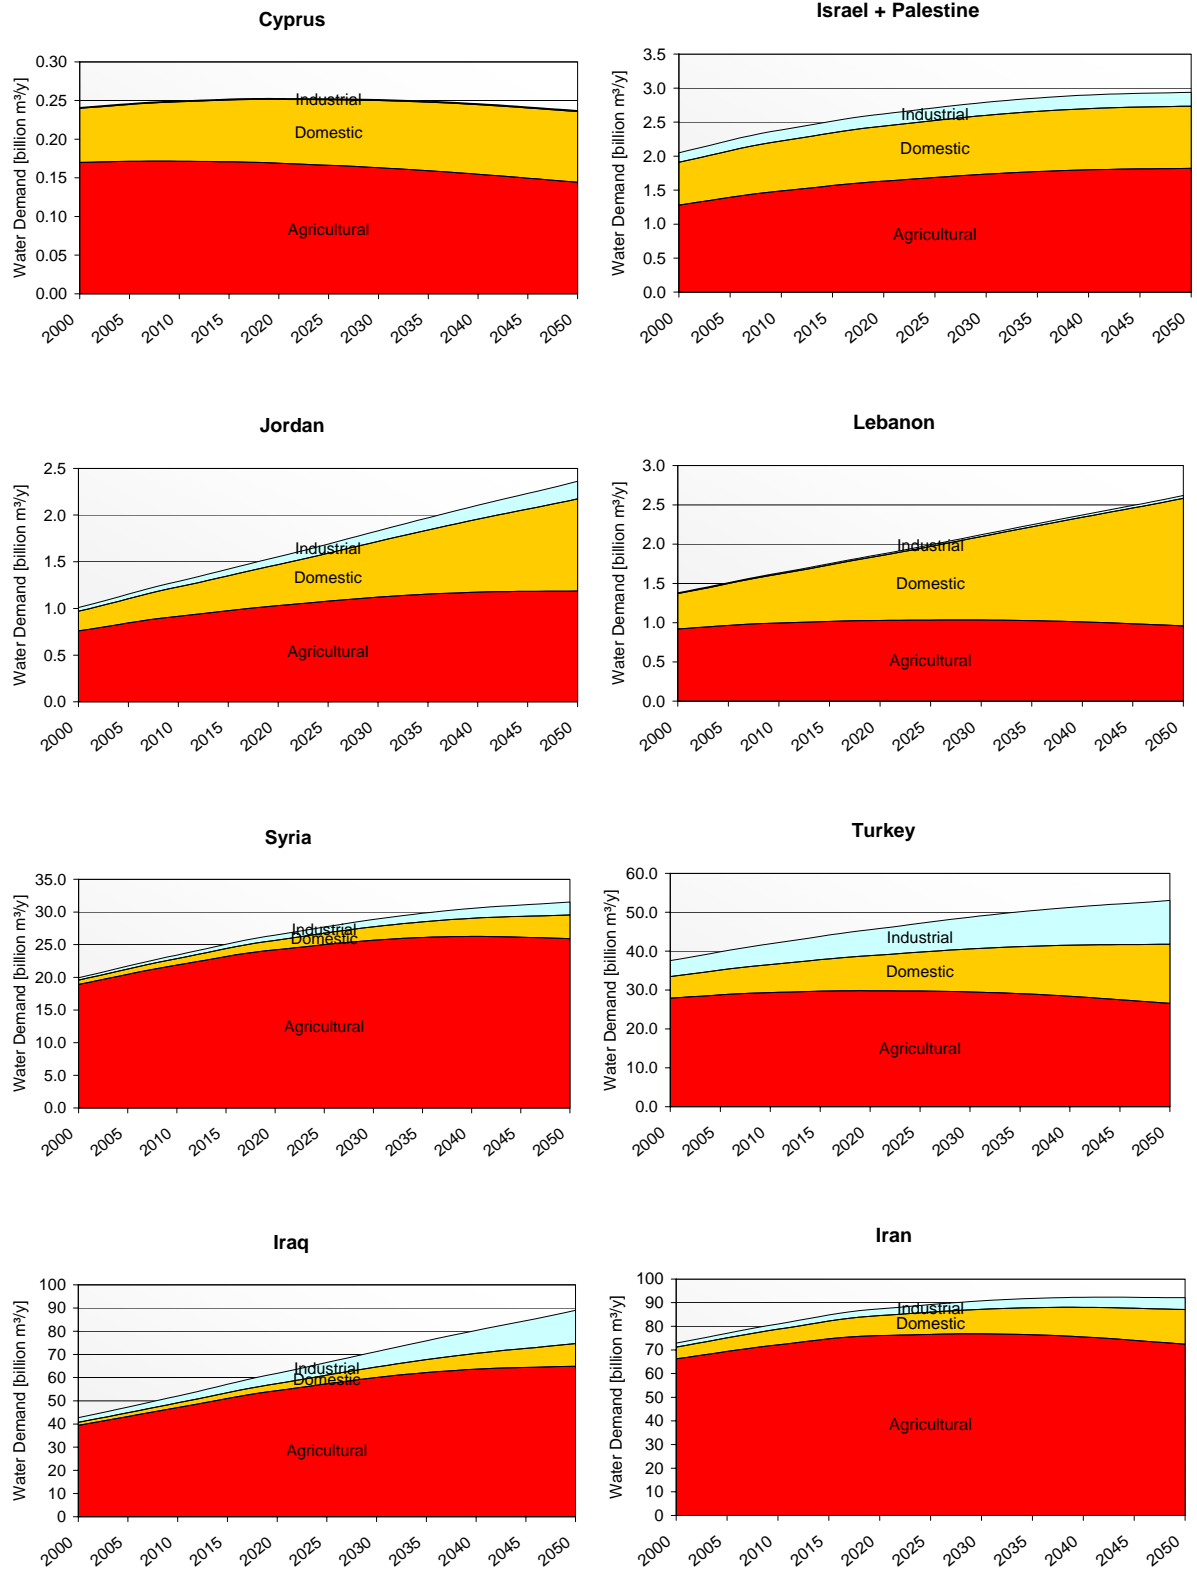 Cyprus
Water Demand [billion m³/y]
0.30
0.25
0.20
0.15
0.10
0.05
0.00
Industrial
Domestic
Agricultural
2000 2005 2010 2015 2020 2025 2030 2035 2040 2045 2050
Israel + Palestine
Water Demand [billion m³/y]
3.5
3.0
2.5
2.0
1.5
1.0
0.5
0.0
Industrial
Domestic
Agricultural
2000 2005 2010 2015 2020 2025 2030 2035 2040 2045 2050
Jordan
Water Demand [billion m³/y]
2.5
2.0
1.5
1.0
0.5
0.0
Industrial
Domestic
Agricultural
2000 2005 2010 2015 2020 2025 2030 2035 2040 2045 2050
Lebanon
Water Demand [billion m³/y]
3.0
2.5
2.0
1.5
1.0
0.5
0.0
Industrial
Domestic
Agricultural
2000 2005 2010 2015 2020 2025 2030 2035 2040 2045 2050
Syria
Water Demand [billion m³/y]
35.0
30.0
25.0
20.0
15.0
10.0
5.0
0.0
Industrial
Domestic
Agricultural
2000 2005 2010 2015 2020 2025 2030 2035 2040 2045 2050
Turkey
Water Demand [billion m³/y]
60.0
50.0
40.0
30.0
20.0
10.0
0.0
Industrial
Domestic
Agricultural
2000 2005 2010 2015 2020 2025 2030 2035 2040 2045 2050
Iraq
Water Demand [billion m³/y]
100
90
80
70
60
50
40
30
20
10
0
Industrial
Domestic
Agricultural
2000 2005 2010 2015 2020 2025 2030 2035 2040 2045 2050
Iran
Water Demand [billion m³/y]
100
90
80
70
60
50
40
30
20
10
0
Industrial
Domestic
Agricultural
2000 2005 2010 2015 2020 2025 2030 2035 2040 2045 2050